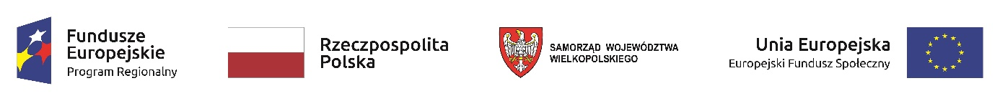 Fundusze
Europejskie
Program Regionalny
Rzeczpospolita
Polska
SAMORZĄD WOJEWÓDZTWA
WIELKOPOLSKIEGO
Unia Europejska
Europejski Fundusz Społeczny